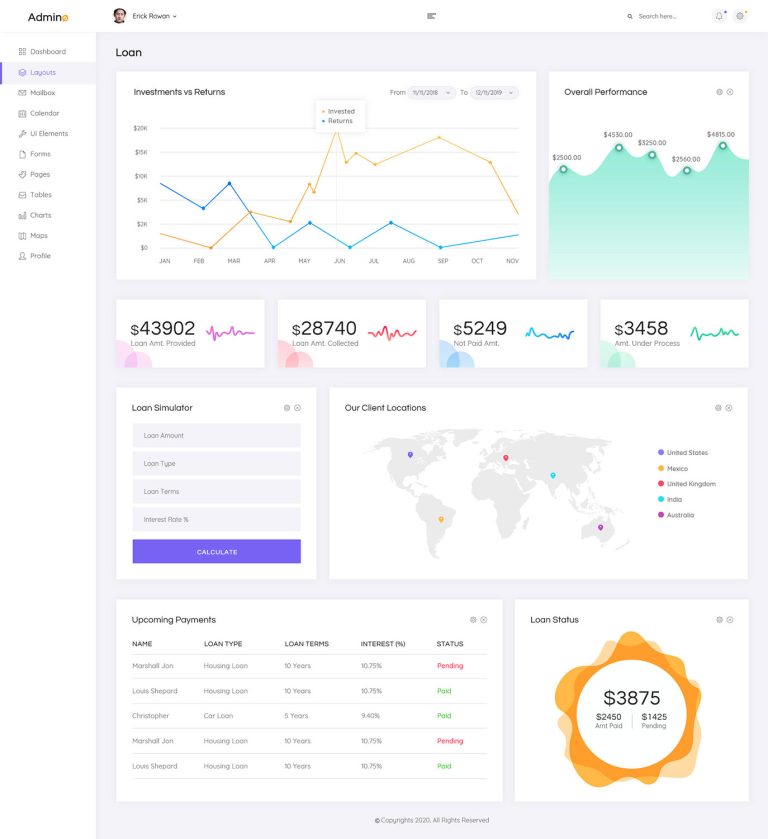 Adminø
Erick Rowan
Search here...
Dashboard
Layouts
Mailbox
Calendar
UI Elements
Forms
Pages
Tables
Charts
Maps
Profile
Loan
Investments vs Returns
From 11/11/2018 To 12/11/2019
Invested
Returns
$20K
$15K
$10K
$5K
$2K
$0
JAN FEB MAR APR MAY JUN JUL AUG SEP OCT NOV
Overall Performance
$2500.00
$4530.00
$3250.00
$2560.00
$4815.00
$43902
Loan Amt. Provided
$28740
Loan Amt. Collected
$5249
Not Paid Amt.
$3458
Amt. Under Process
Loan Simulator
Loan Amount
Loan Type
Loan Terms
Interest Rate %
CALCULATE
Our Client Locations
United States
Mexico
United Kingdom
India
Australia
Upcoming Payments
NAME LOAN TYPE LOAN TERMS INTEREST (%) STATUS
Marshall Jon Housing Loan 10 Years 10.75% Pending
Louis Shepard Housing Loan 10 Years 10.75% Paid
Christopher Car Loan 5 Years 9.40% Paid
Marshall Jon Housing Loan 10 Years 10.75% Pending
Louis Shepard Housing Loan 10 Years 10.75% Paid
Loan Status
$3875
$2450 $1425
Amt Paid Pending
© Copyrights 2020. All Rights Reserved